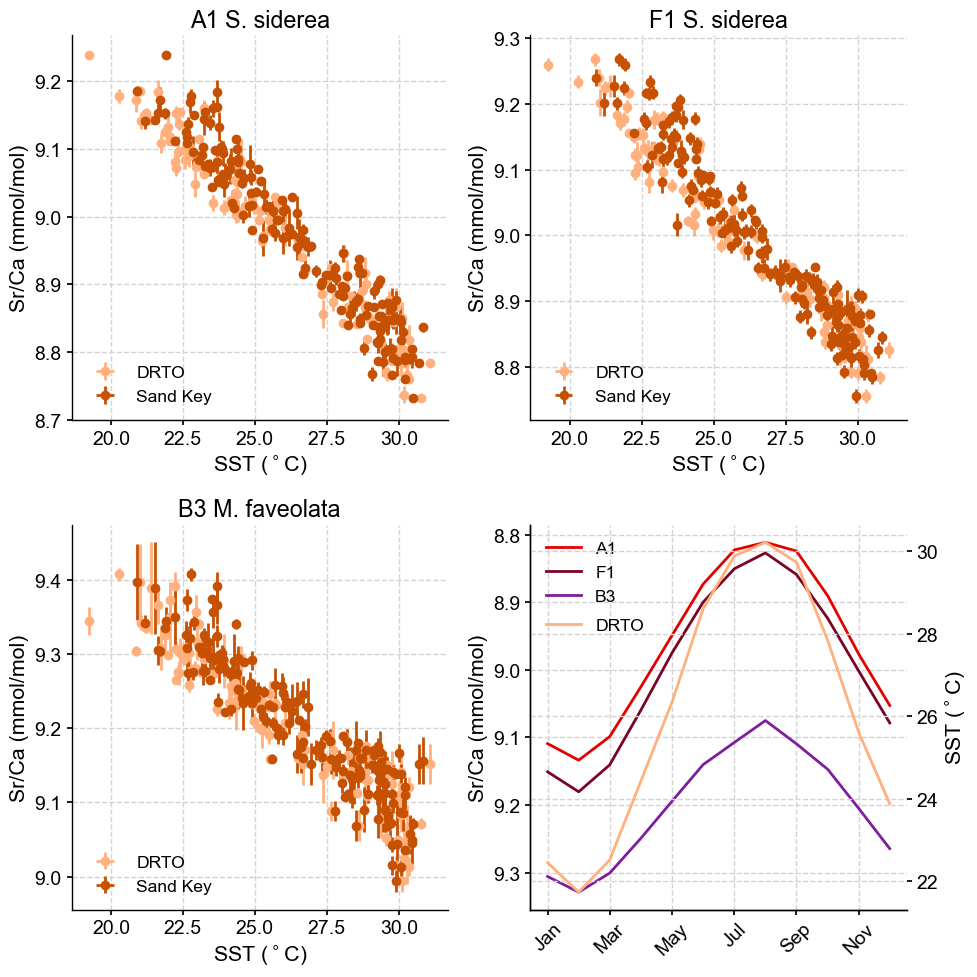 A1 S. siderea
Sr/Ca (mmol/mol)
9.2
9.1
9.0
8.9
8.8
8.7
DRTO
Sand Key
20.0 22.5 25.0 27.5 30.0
SST (°C)
F1 S. siderea
Sr/Ca (mmol/mol)
9.3
9.2
9.1
9.0
8.9
8.8
DRTO
Sand Key
20.0 22.5 25.0 27.5 30.0
SST (°C)
B3 M. faveolata
Sr/Ca (mmol/mol)
9.4
9.3
9.2
9.1
9.0
DRTO
Sand Key
20.0 22.5 25.0 27.5 30.0
SST (°C)
Sr/Ca (mmol/mol)
8.8
8.9
9.0
9.1
9.2
9.3
A1
F1
B3
DRTO
30
28
26
24
22
SST (°C)
Jan Mar May Jul Sep Nov